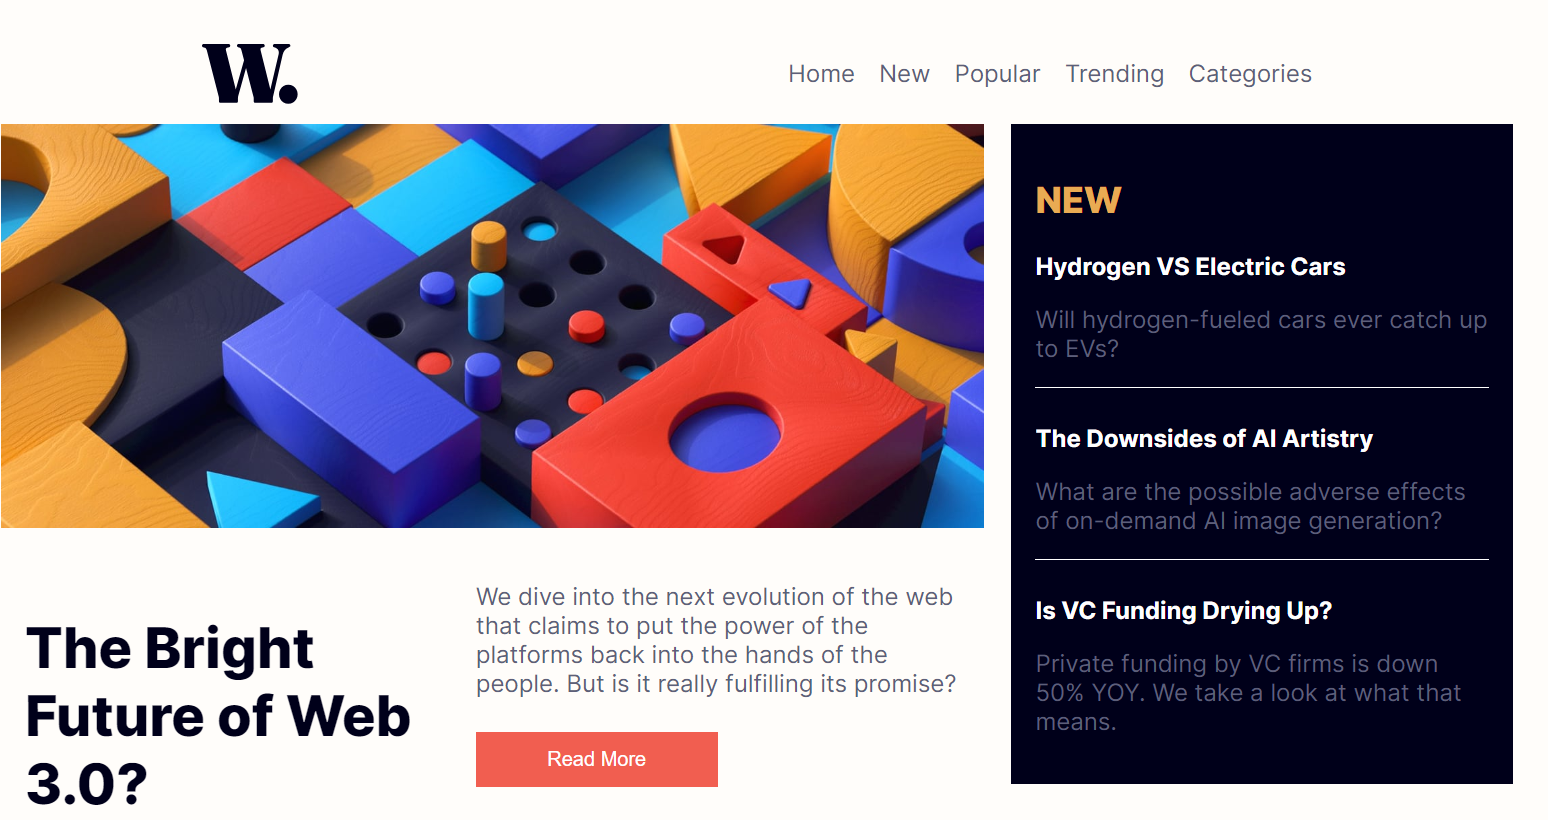 W.
Home New Popular Trending Categories
NEW
Hydrogen VS Electric Cars
Will hydrogen-fueled cars ever catch up
to EVs?
The Downsides of AI Artistry
What are the possible adverse effects
of on-demand AI image generation?
Is VC Funding Drying Up?
Private funding by VC firms is down
50% YOY. We take a look at what that
means.
The Bright
Future of Web
3.0?
We dive into the next evolution of the web
that claims to put the power of the
platforms back into the hands of the
people. But is it really fulfilling its promise?
Read More